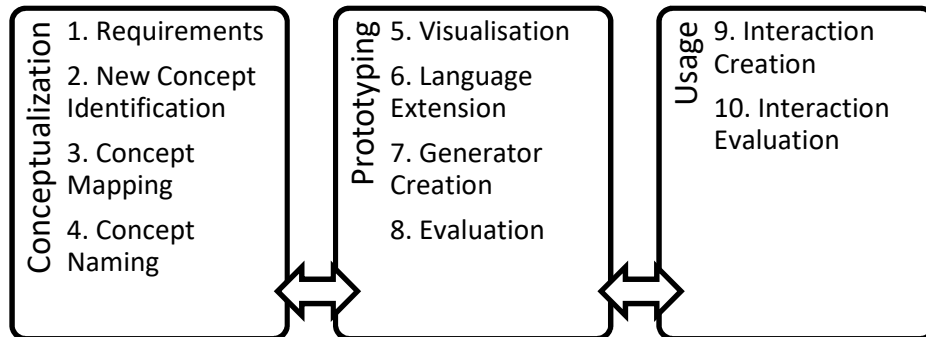 Conceptualization
1. Requirements
2. New Concept
Identification
3. Concept
Mapping
4. Concept
Naming
Prototyping
5. Visualisation
6. Language
Extension
7. Generator
Creation
8. Evaluation
Usage
9. Interaction
Creation
10. Interaction
Evaluation